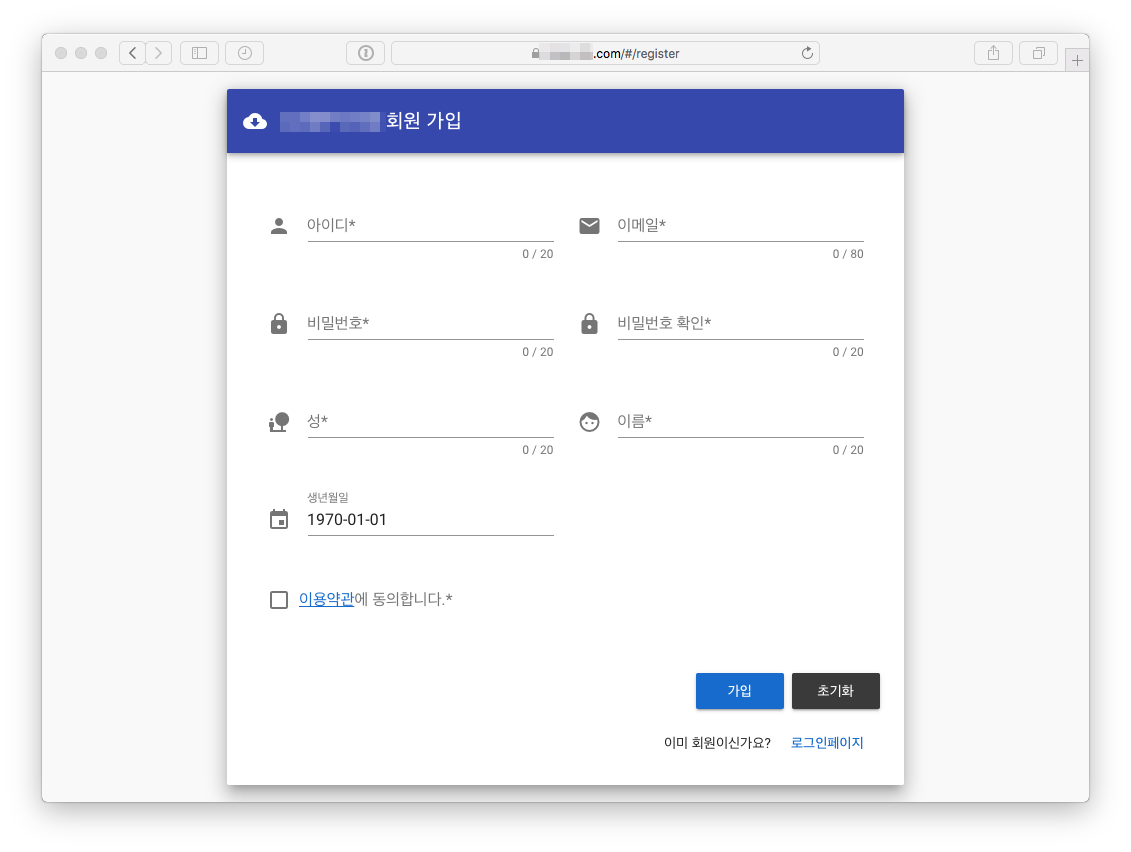 .com/#/register
회원 가입
아이디* 이메일*
0 / 20 0 / 80
비밀번호* 비밀번호 확인*
0 / 20 0 / 20
성* 이름*
0 / 20 0 / 20
생년월일
1970-01-01
이용약관에 동의합니다.*
가입 초기화
이미 회원이신가요? 로그인페이지